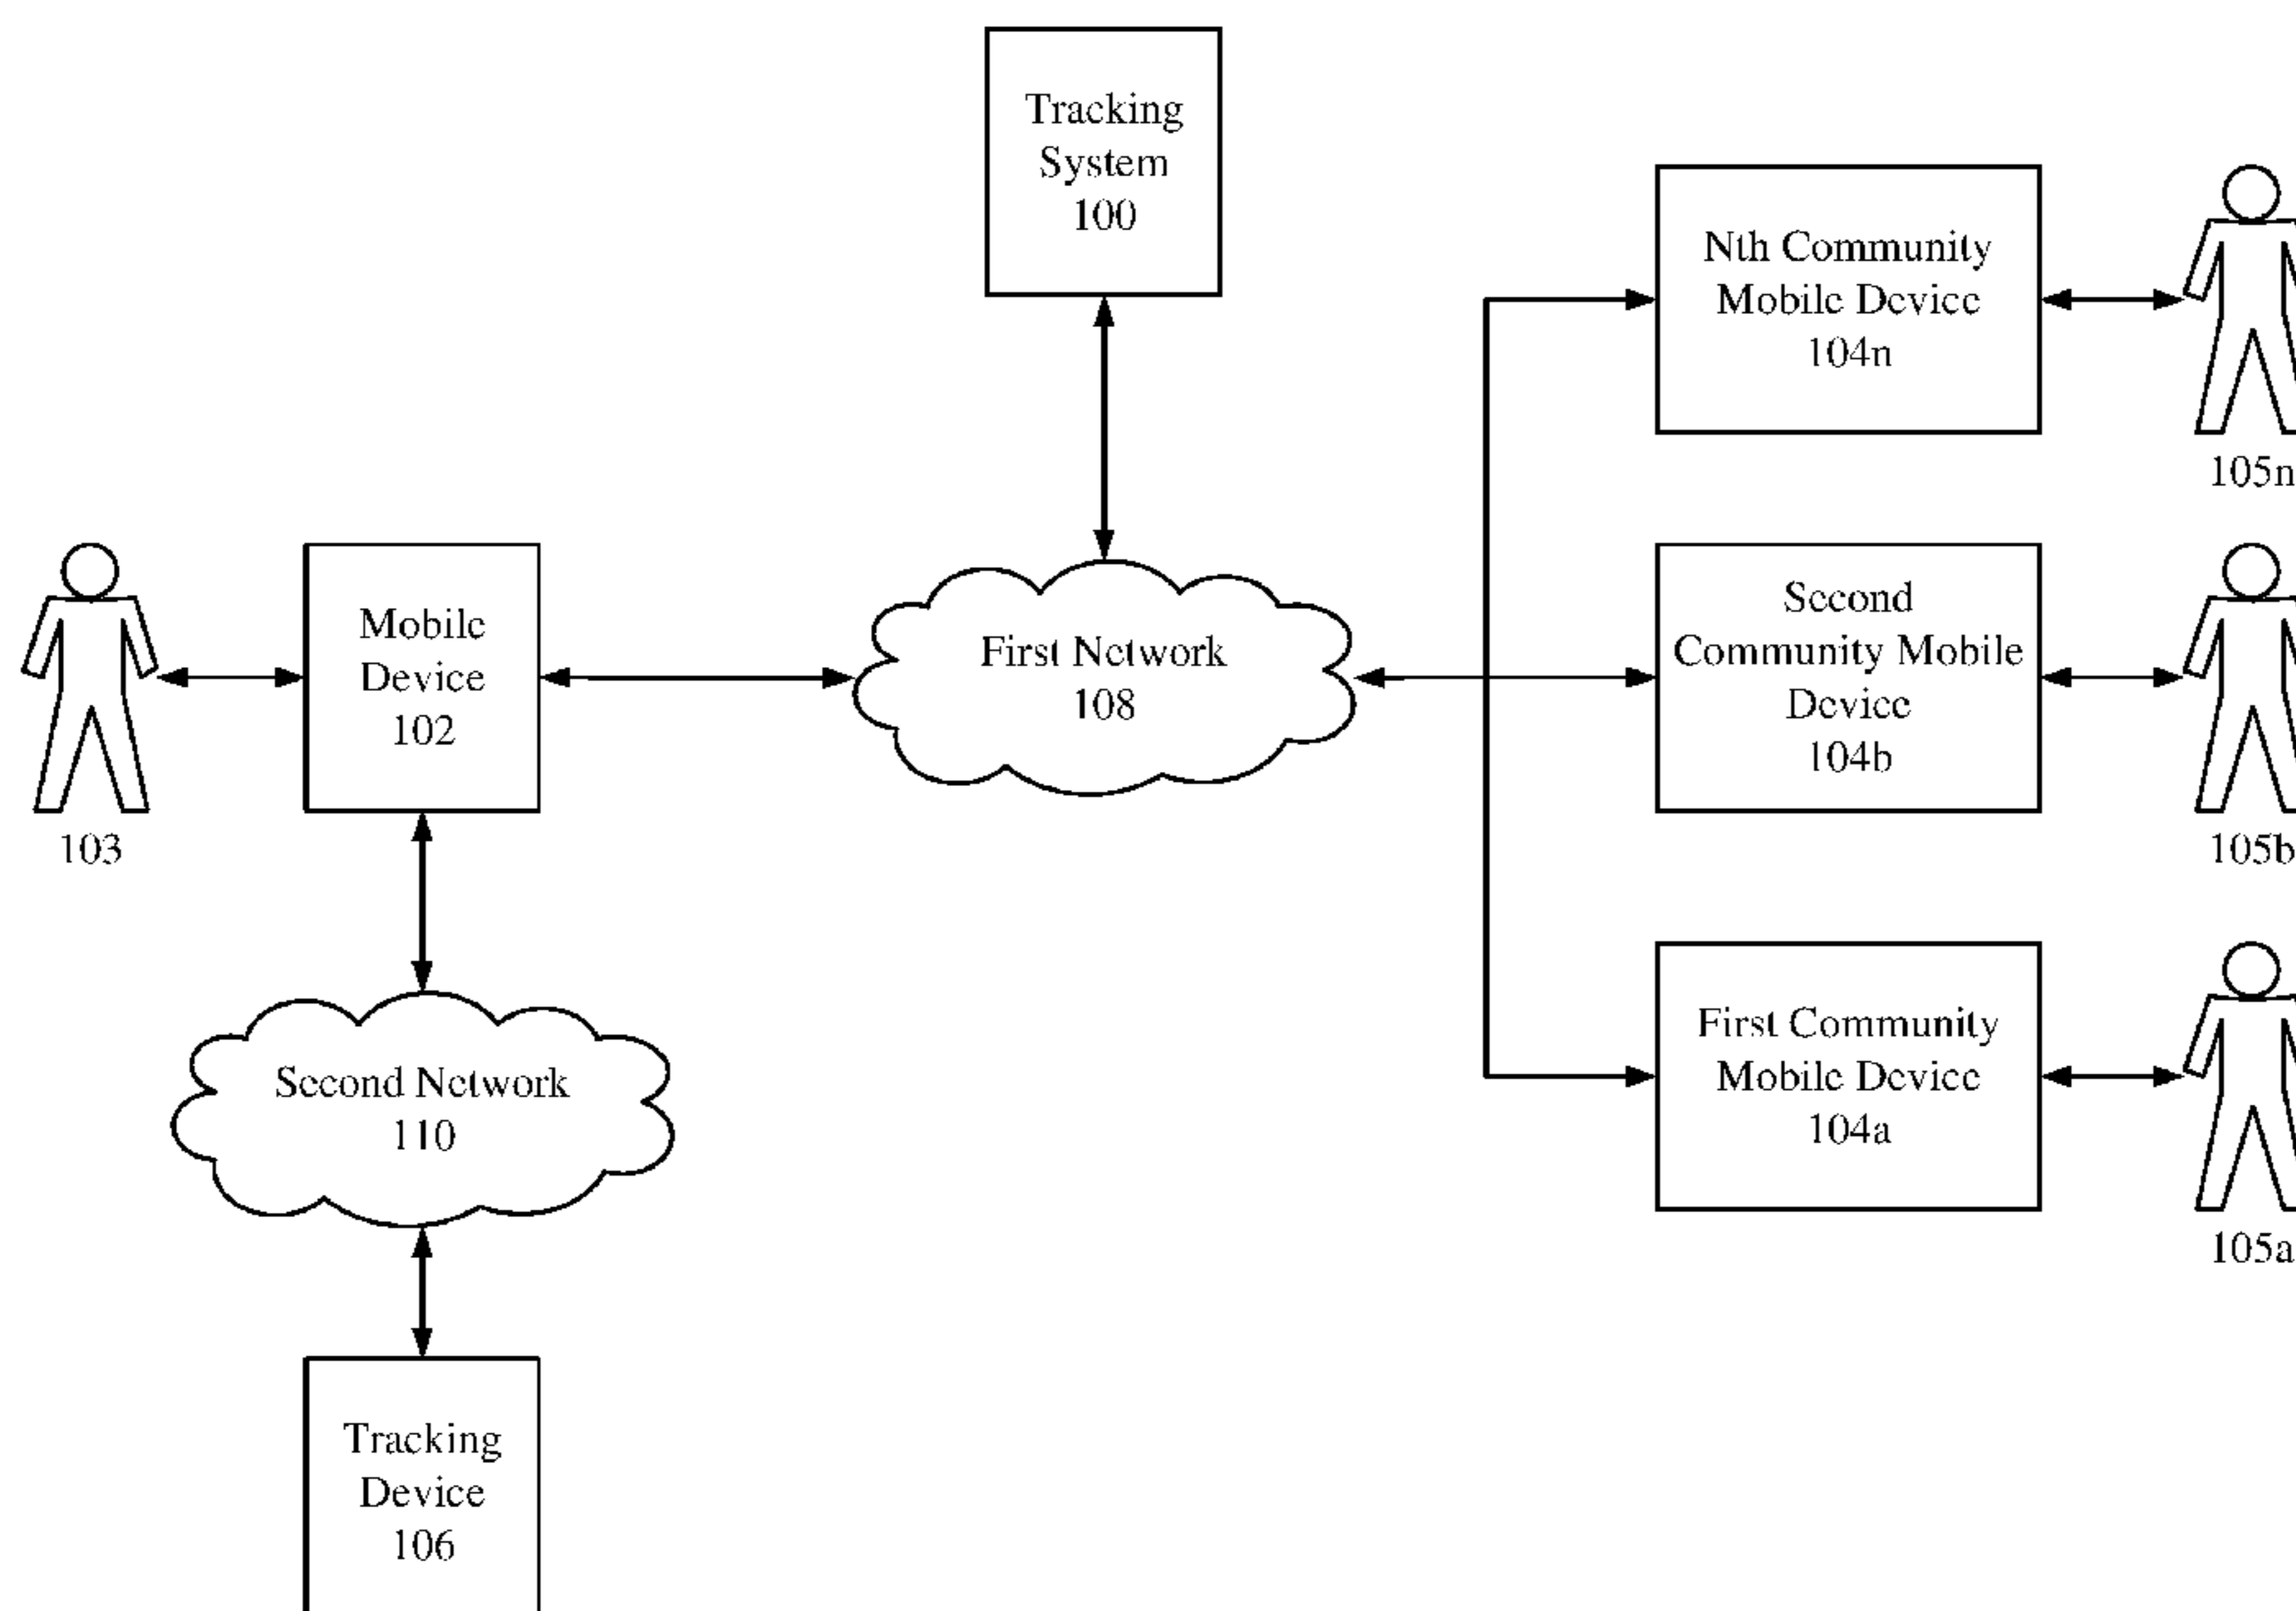 Tracking
System
100
Nth Community
Mobile Device
104n
105n
Mobile
Device
102
103
First Network
108
Second
Community Mobile
Device
104b
105b
Second Network
110
First Community
Mobile Device
104a
105a
Tracking
Device
106